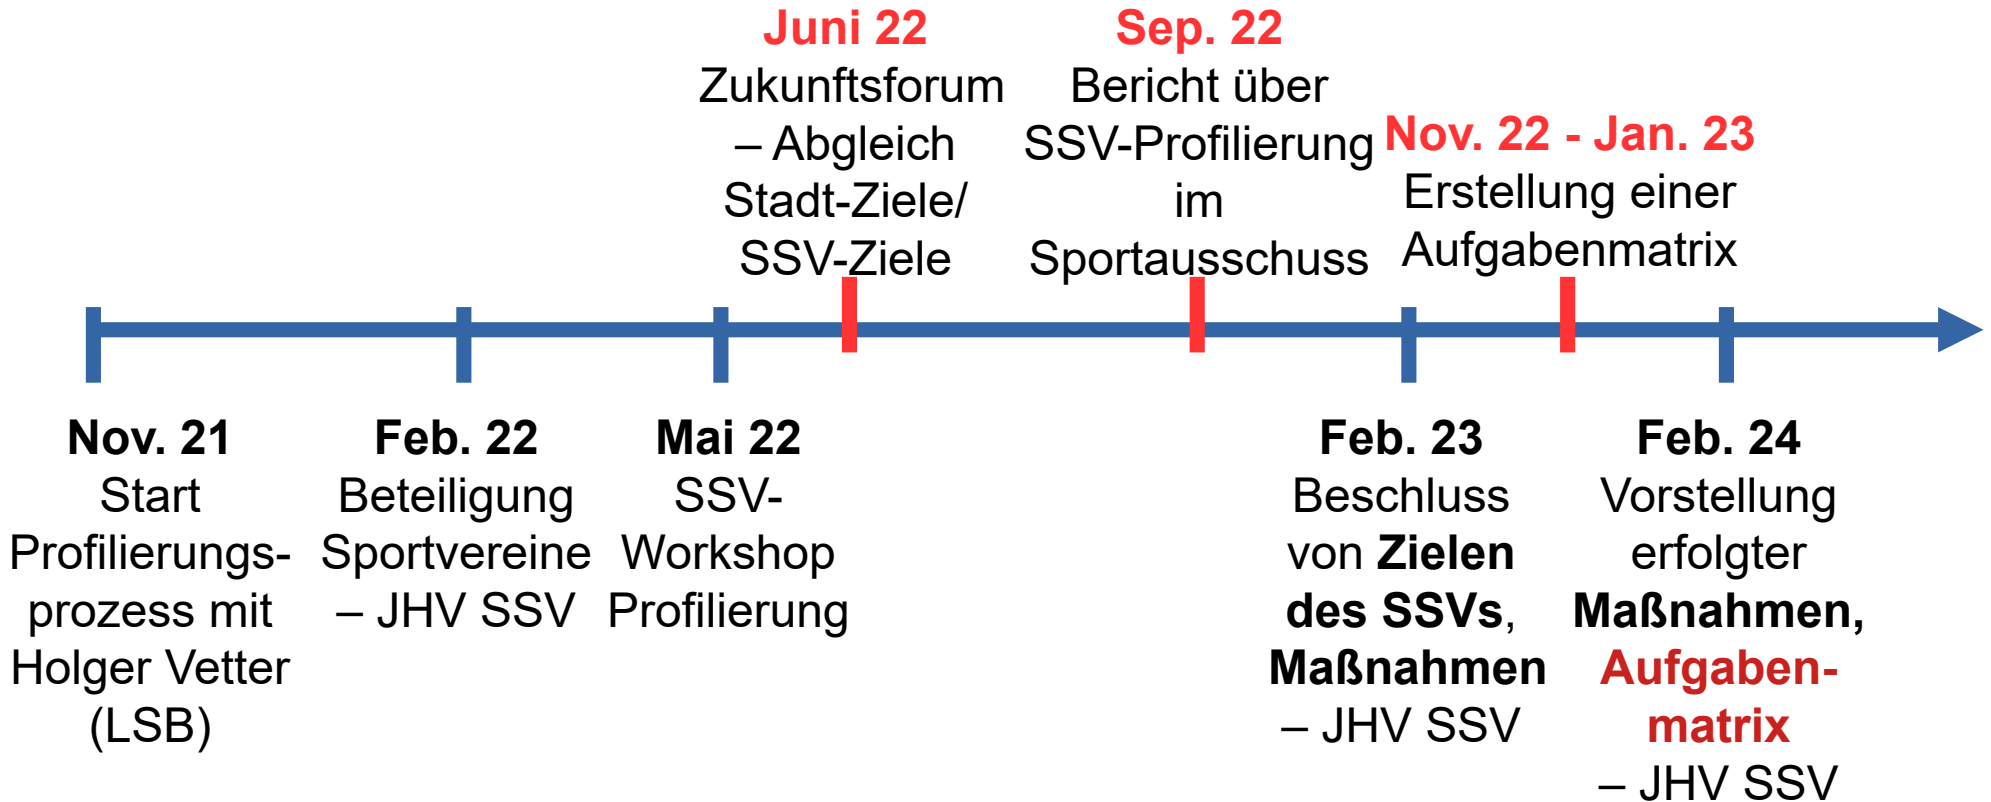 Juni 22
Zukunftsforum
– Abgleich
Stadt-Ziele/
SSV-Ziele
Sep. 22
Bericht über
SSV-Profilierung
im
Sportausschuss
Nov. 22 - Jan. 23
Erstellung einer
Aufgabenmatrix
Nov. 21
Start
Profilierungs-
prozess mit
Holger Vetter
(LSB)
Feb. 22
Beteiligung
Sportvereine
– JHV SSV
Mai 22
SSV-
Workshop
Profilierung
Feb. 23
Beschluss
von Zielen
des SSVs,
Maßnahmen
– JHV SSV
Feb. 24
Vorstellung
erfolgter
Maßnahmen,
Aufgaben-
matrix
– JHV SSV